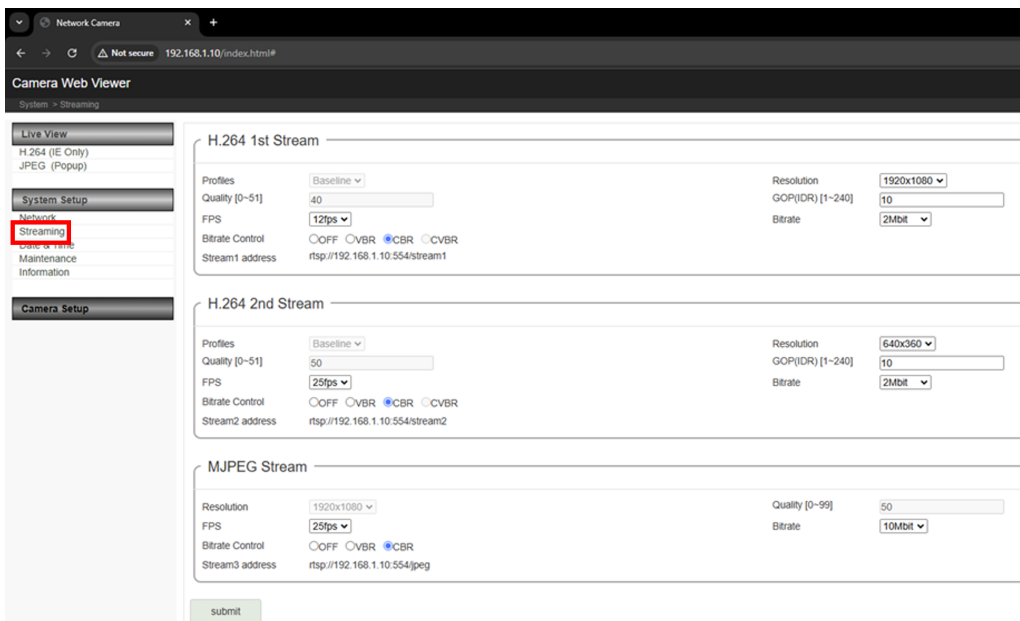 Network Camera
Not secure 192.168.1.10/index.html#
Camera Web Viewer
System > Streaming
Live View
H.264 (IE Only)
JPEG (Popup)
System Setup
Network
Streaming
Date & Time
Maintenance
Information
Camera Setup
H.264 1st Stream
Profiles Baseline Resolution 1920x1080
Quality [0~51] 40 GOP(IDR) [1~240] 10
FPS 12fps Bitrate 2Mbit
Bitrate Control OFF VBR CBR CVBR
Stream1 address rtsp://192.168.1.10:554/stream1
H.264 2nd Stream
Profiles Baseline Resolution 640x360
Quality [0~51] 50 GOP(IDR) [1~240] 10
FPS 25fps Bitrate 2Mbit
Bitrate Control OFF VBR CBR CVBR
Stream2 address rtsp://192.168.1.10:554/stream2
MJPEG Stream
Resolution 1920x1080 Quality [0~99] 50
FPS 25fps Bitrate 10Mbit
Bitrate Control OFF VBR CBR
Stream3 address rtsp://192.168.1.10:554/jpeg
submit